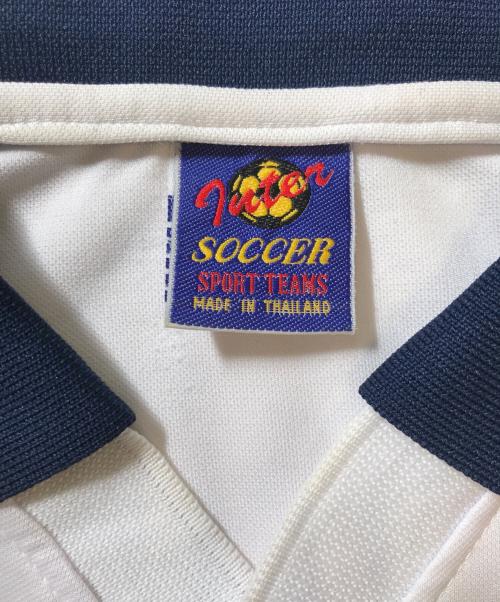 Inter
SOCCER
SPORT TEAMS
MADE IN THAILAND